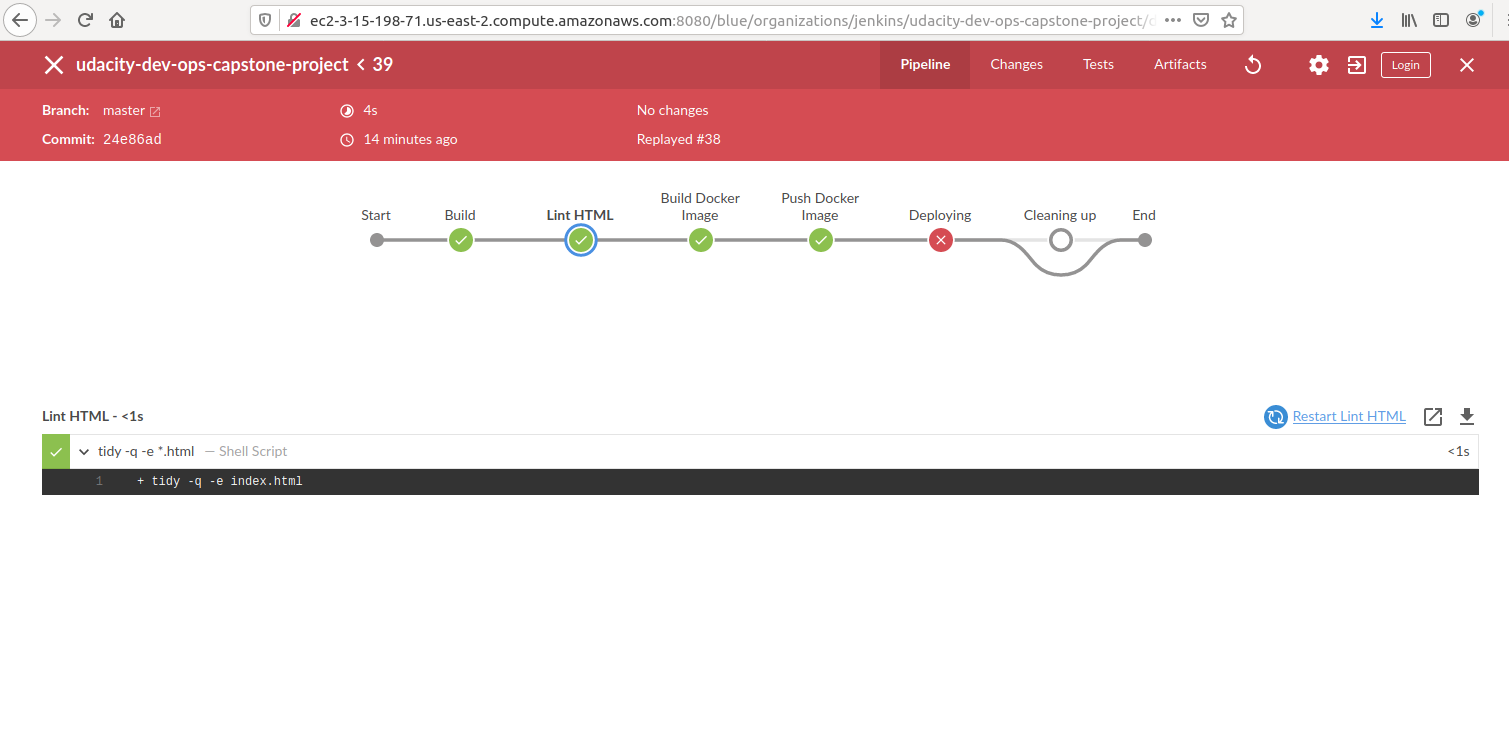 ec2-3-15-198-71.us-east-2.compute.amazonaws.com:8080/blue/organizations/jenkins/udacity-dev-ops-capstone-project/
udacity-dev-ops-capstone-project < 39
Pipeline Changes Tests Artifacts Login
Branch: master 4s No changes
Commit: 24e86ad 14 minutes ago Replayed #38
Start Build Lint HTML Build Docker Image Push Docker Image Deploying Cleaning up End
Lint HTML - <1s Restart Lint HTML
tidy -q -e *.html — Shell Script <1s
1 + tidy -q -e index.html